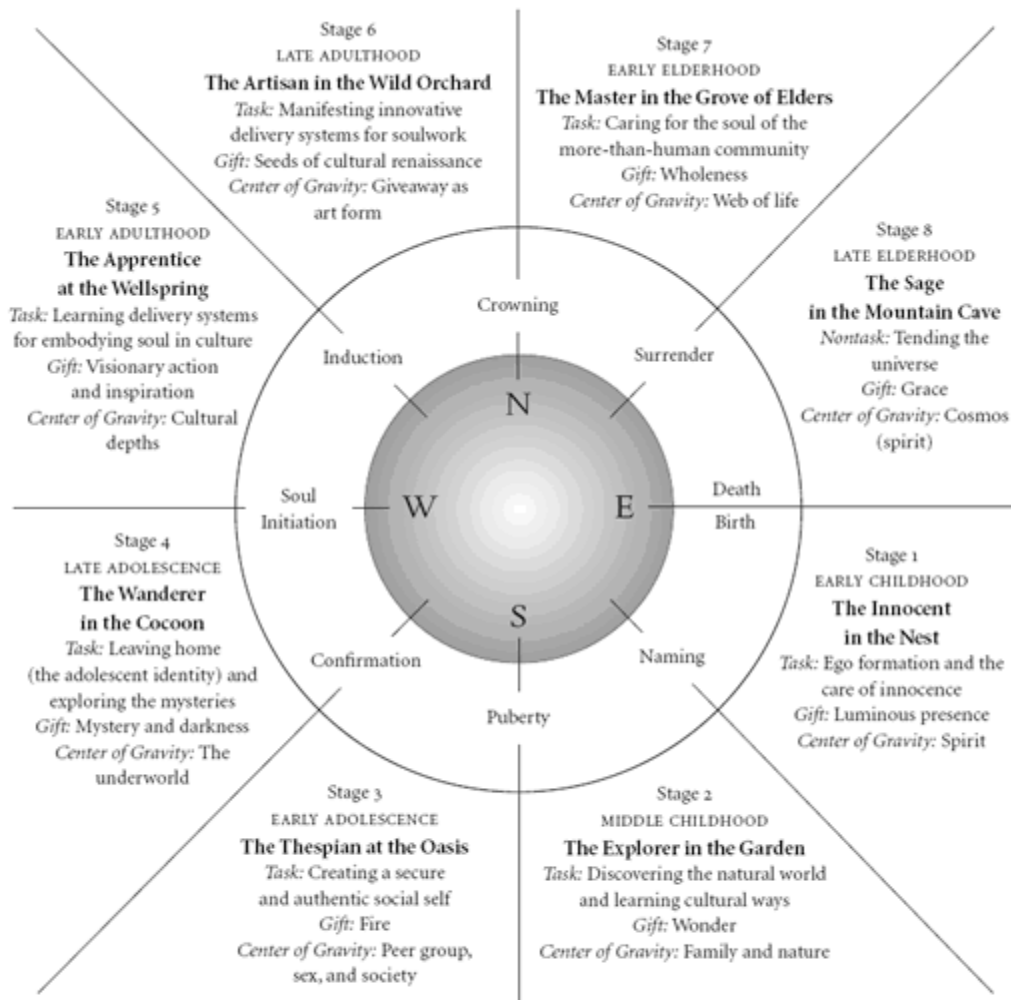 Stage 6
LATE ADULTHOOD
The Artisan in the Wild Orchard
Task: Manifesting innovative
delivery systems for soulwork
Gift: Seeds of cultural renaissance
Center of Gravity: Giveaway as
art form
Stage 7
EARLY ELDERHOOD
The Master in the Grove of Elders
Task: Caring for the soul of the
more-than-human community
Gift: Wholeness
Center of Gravity: Web of life
Stage 5
EARLY ADULTHOOD
The Apprentice
at the Wellspring
Task: Learning delivery systems
for embodying soul in culture
Gift: Visionary action
and inspiration
Center of Gravity: Cultural
depths
Stage 8
LATE ELDERHOOD
The Sage
in the Mountain Cave
Nontask: Tending the
universe
Gift: Grace
Center of Gravity: Cosmos
(spirit)
Crowning
Induction
Surrender
N
Soul
Initiation
W
E
Death
Birth
S
Confirmation
Naming
Puberty
Stage 4
LATE ADOLESCENCE
The Wanderer
in the Cocoon
Task: Leaving home
(the adolescent identity) and
exploring the mysteries
Gift: Mystery and darkness
Center of Gravity: The
underworld
Stage 1
EARLY CHILDHOOD
The Innocent
in the Nest
Task: Ego formation and the
care of innocence
Gift: Luminous presence
Center of Gravity: Spirit
Stage 3
EARLY ADOLESCENCE
The Thespian at the Oasis
Task: Creating a secure
and authentic social self
Gift: Fire
Center of Gravity: Peer group,
sex, and society
Stage 2
MIDDLE CHILDHOOD
The Explorer in the Garden
Task: Discovering the natural world
and learning cultural ways
Gift: Wonder
Center of Gravity: Family and nature